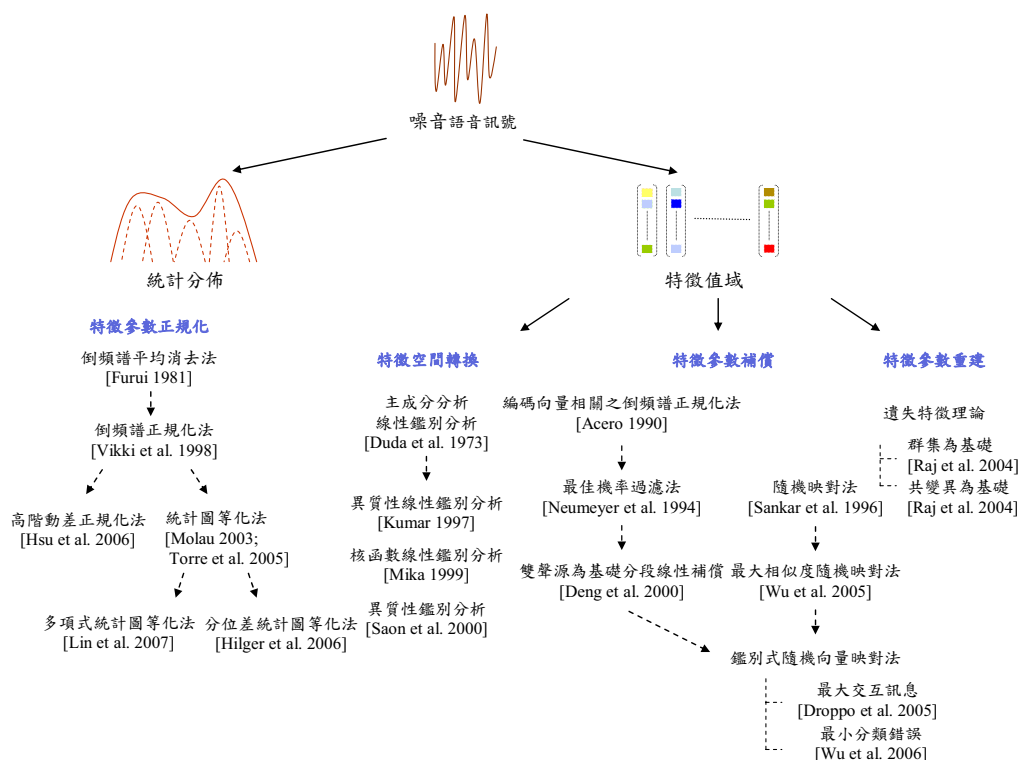 噪音語音訊號
統計分佈
特徵值域
特徵參數正規化
倒頻譜平均消去法
[Furui 1981]
倒頻譜正規化法
[Vikki et al. 1998]
高階動差正規化法
[Hsu et al. 2006]
統計圖等化法
[Molau 2003;
Torre et al. 2005]
多項式統計圖等化法
[Lin et al. 2007]
分位差統計圖等化法
[Hilger et al. 2006]
特徵空間轉換
主成分分析
線性鑑別分析
[Duda et al. 1973]
異質性線性鑑別分析
[Kumar 1997]
核函數線性鑑別分析
[Mika 1999]
異質性鑑別分析
[Saon et al. 2000]
特徵參數補償
編碼向量相關之倒頻譜正規化法
[Acero 1990]
最佳機率過濾法
[Neumeyer et al. 1994]
雙聲源為基礎分段線性補償
[Deng et al. 2000]
隨機映對法
[Sankar et al. 1996]
最大相似度隨機映對法
[Wu et al. 2005]
鑑別式隨機向量映對法
最大交互訊息
[Droppo et al. 2005]
最小分類錯誤
[Wu et al. 2006]
特徵參數重建
遺失特徵理論
群集為基礎
[Raj et al. 2004]
共變異為基礎
[Raj et al. 2004]